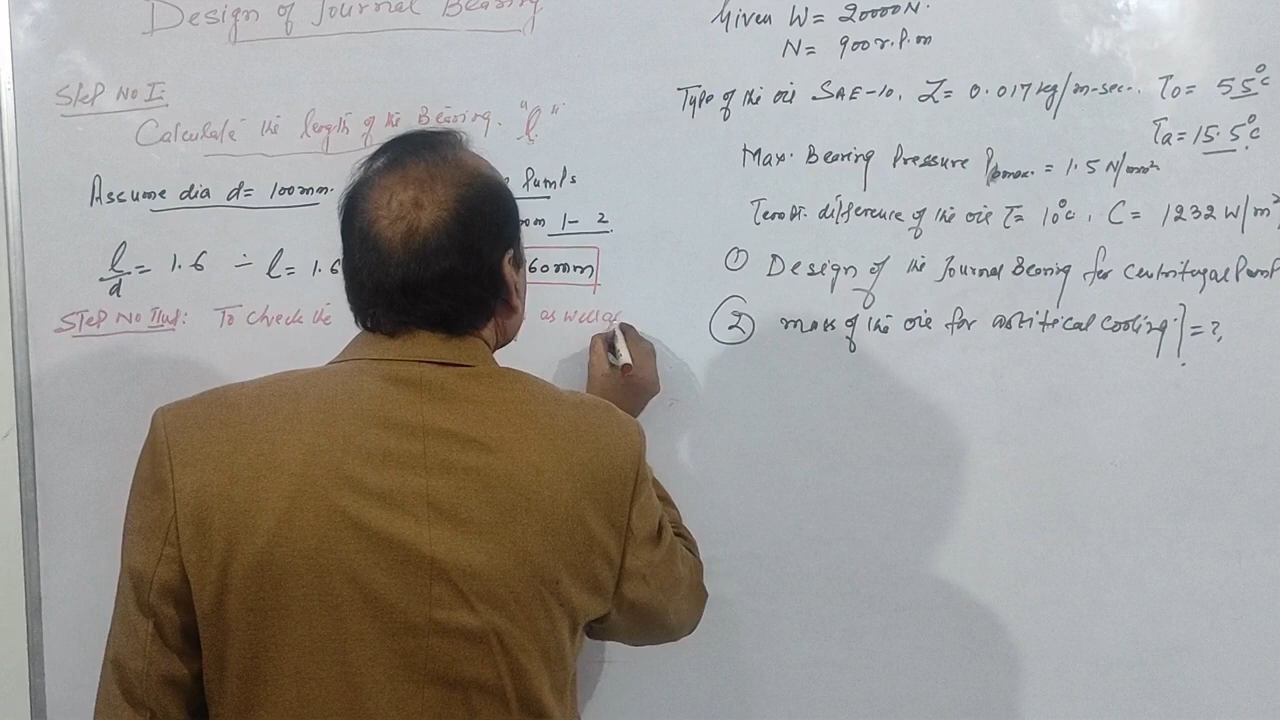 Design of Journal Bearing
Step No I:
Calculate the length of the Bearing. "l"
Assume dia d = 100mm.
Pumps
1 - 2
l/d = 1.6 ∴ l = 1.6
60mm
Step No IInd: To check the
as well as
Given W = 20000N.
N = 900 r.p.m
Type of the oil SAE-10, Z = 0.017 kg/m-sec., To = 55°c
Ta = 15.5°c
Max. Bearing Pressure Pbmax. = 1.5 N/mm²
Temp. difference of the oil T = 10°c, C = 1232 W/m²
① Design of the Journal Bearing for Centrifugal Pump
② mass of the oil for artificial cooling } = ?